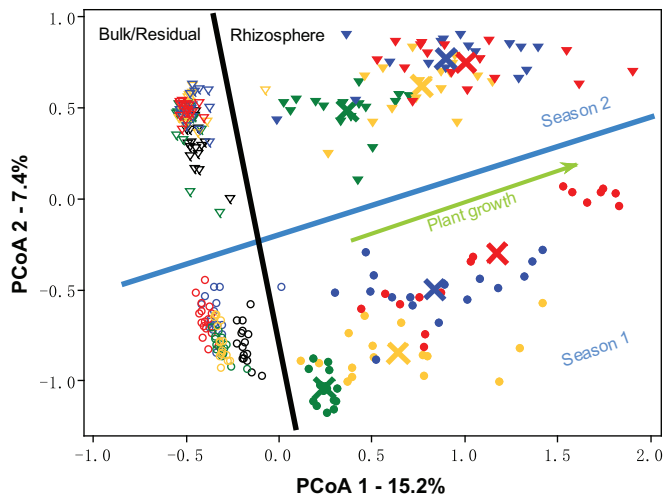 Bulk/Residual
Rhizosphere
Season 2
Plant growth
Season 1
PCoA 2 - 7.4%
1.0
0.5
0.0
-0.5
-1.0
-1.0
-0.5
0.0
0.5
1.0
1.5
2.0
PCoA 1 - 15.2%